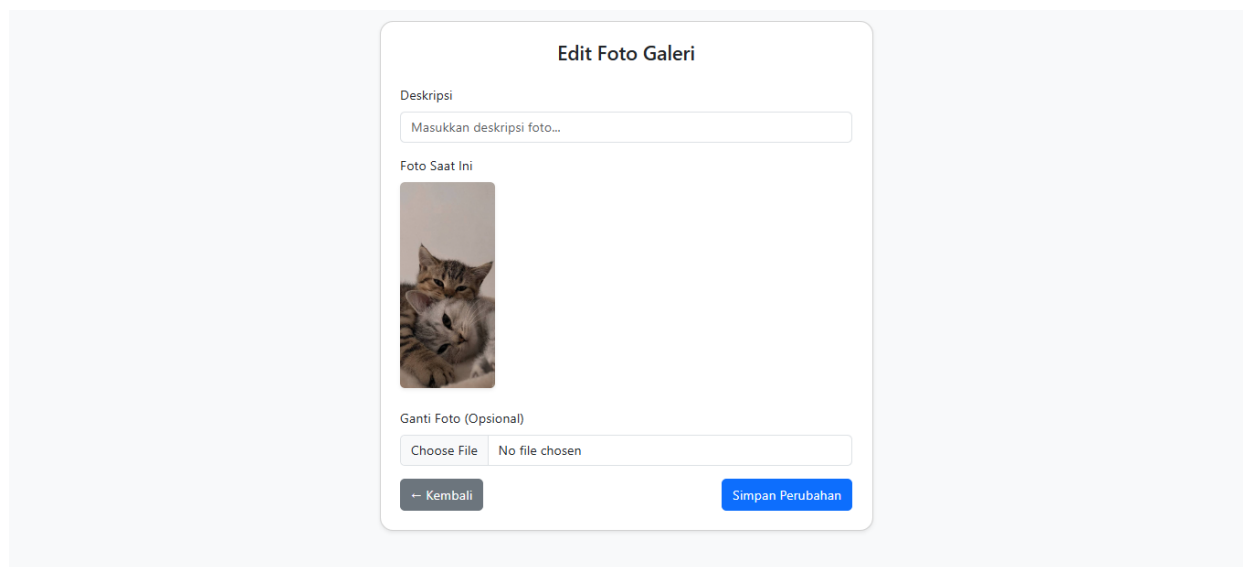 Edit Foto Galeri
Deskripsi
Masukkan deskripsi foto...
Foto Saat Ini
Ganti Foto (Opsional)
Choose File No file chosen
← Kembali Simpan Perubahan